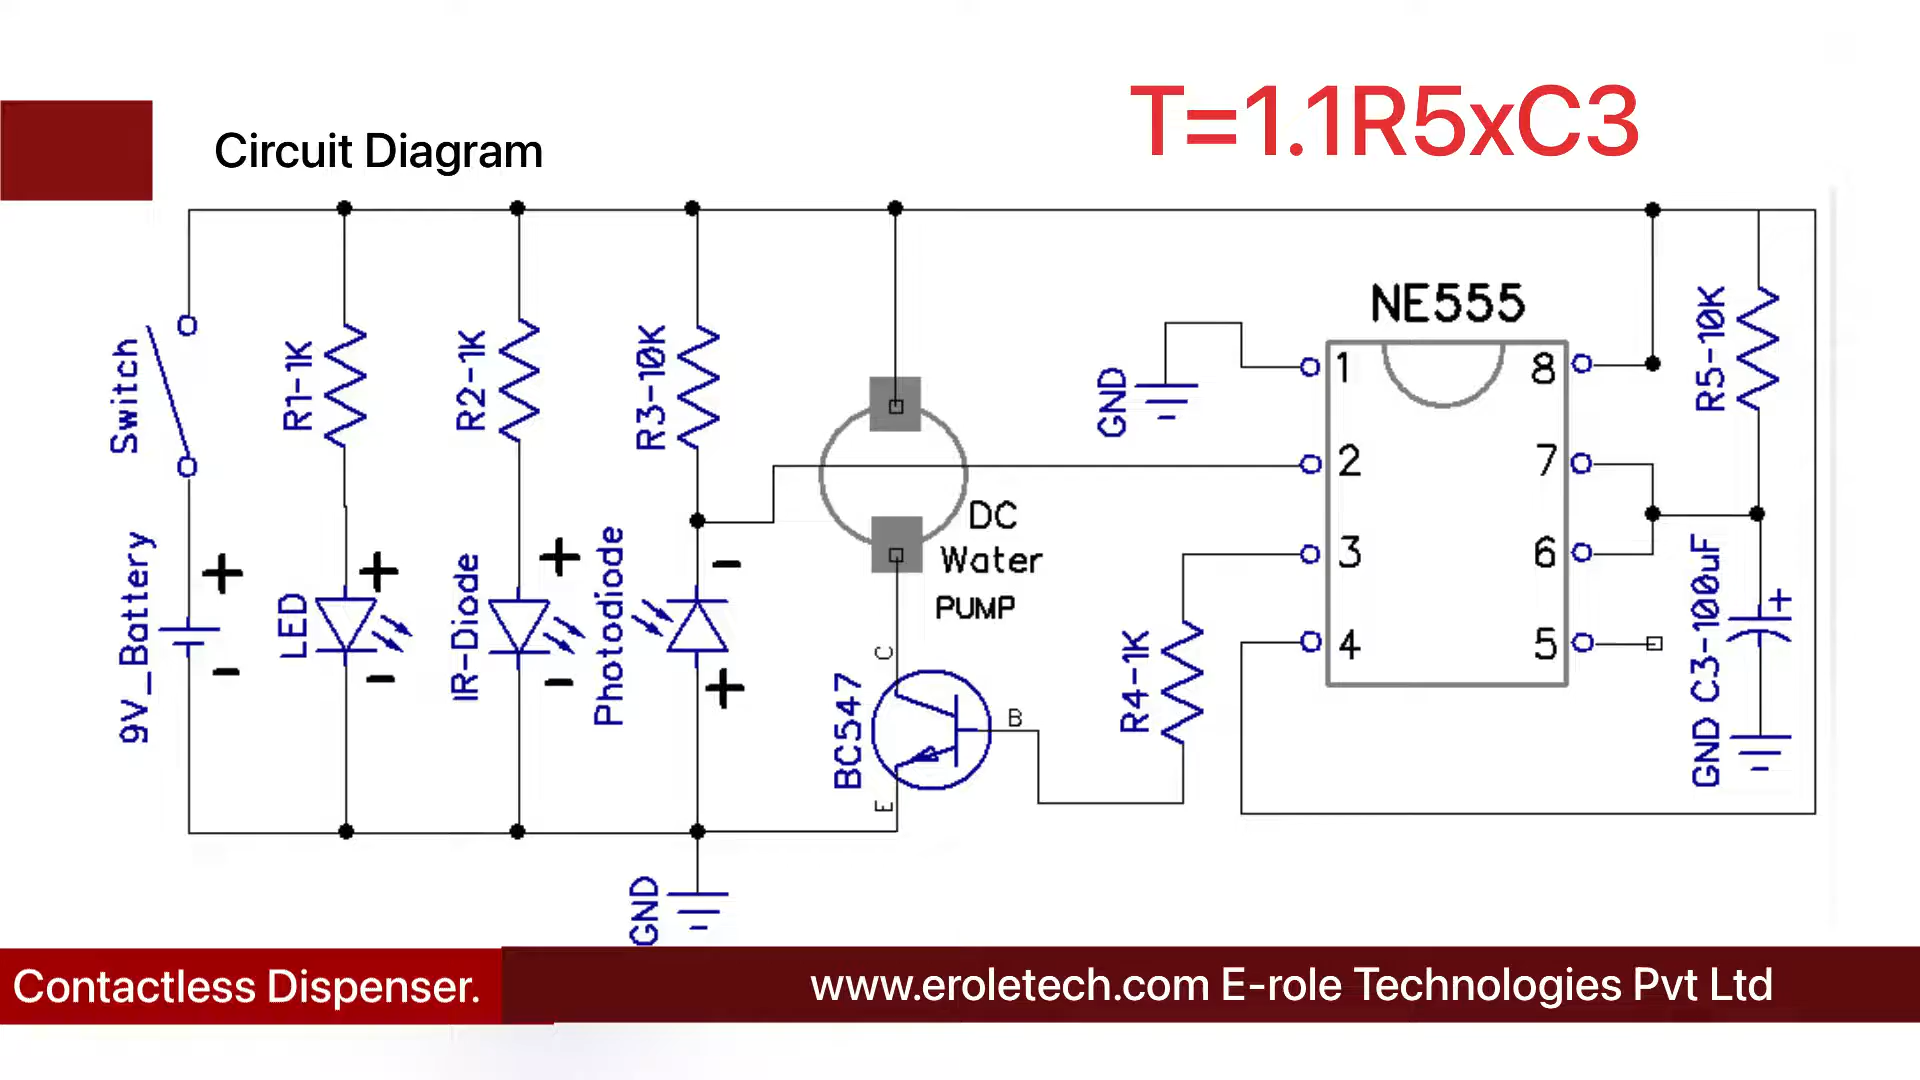 T=1.1R5xC3
Circuit Diagram
Switch
9V_Battery
+
-
R1-1K
LED
+
-
R2-1K
IR-Diode
+
-
R3-10K
Photodiode
-
+
GND
DC
Water
PUMP
BC547
C
B
E
R4-1K
GND
NE555
1
2
3
4
8
7
6
5
R5-10K
C3-100uF
+
GND
Contactless Dispenser.
www.eroletech.com E-role Technologies Pvt Ltd